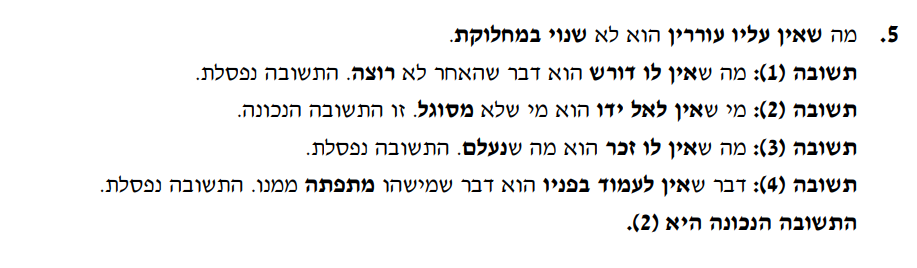 5. מה שאין עליו עוררין הוא לא שנוי במחלוקת.
תשובה (1): מה שאין לו דורש הוא דבר שהאחר לא רוצה. התשובה נפסלת.
תשובה (2): מי שאין לאל ידו הוא מי שלא מסוגל. זו התשובה הנכונה.
תשובה (3): מה שאין לו זכר הוא מה שנעלם. התשובה נפסלת.
תשובה (4): דבר שאין לעמוד בפניו הוא דבר שמישהו מתפתה ממנו. התשובה נפסלת.
התשובה הנכונה היא (2).